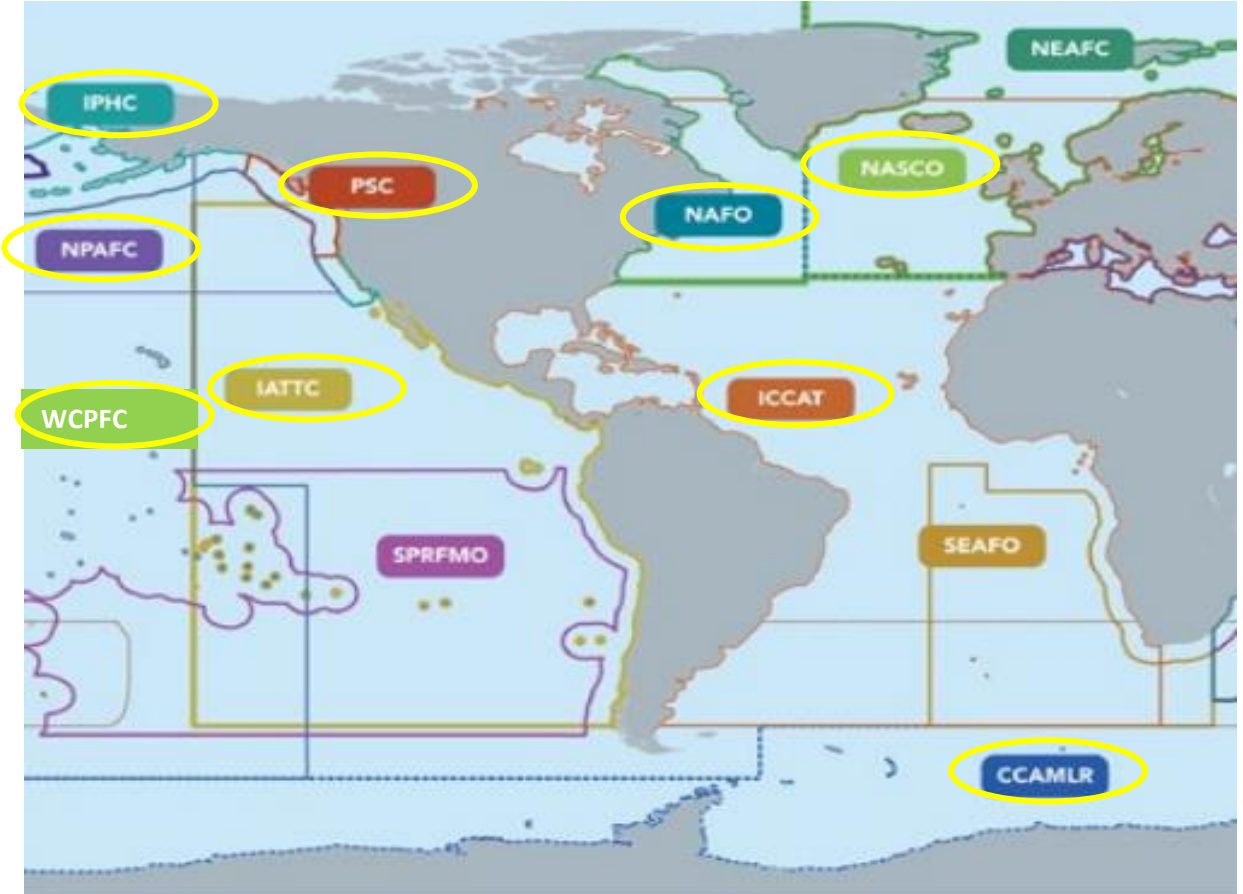 NEAFC
IPHC
NASCO
PSC
NAFO
NPAFC
IATTC
ICCAT
WCPFC
SEAFO
SPRFMO
CCAMLR